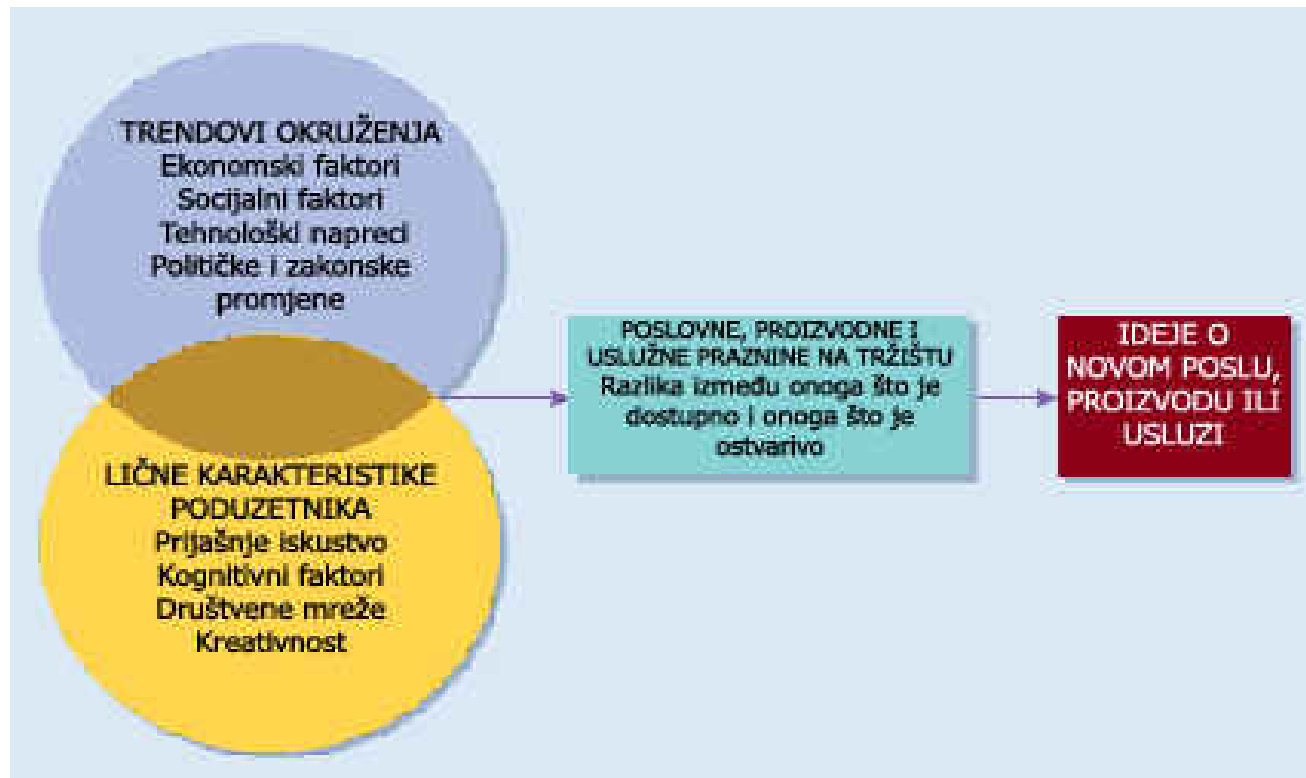 TRENDOVI OKRUŽENJA
Ekonomski faktori
Socijalni faktori
Tehnološki napreci
Političke i zakonske
promjene
LIČNE KARAKTERISTIKE
PODUZETNIKA
Prijašnje iskustvo
Kognitivni faktori
Društvene mreže
Kreativnost
POSLOVNE, PROIZVODNE I
USLUŽNE PRAZNINE NA TRŽIŠTU
Razlika između onoga što je
dostupno i onoga što je
ostvarivo
IDEJE O
NOVOM POSLU,
PROIZVODU ILI
USLUZI